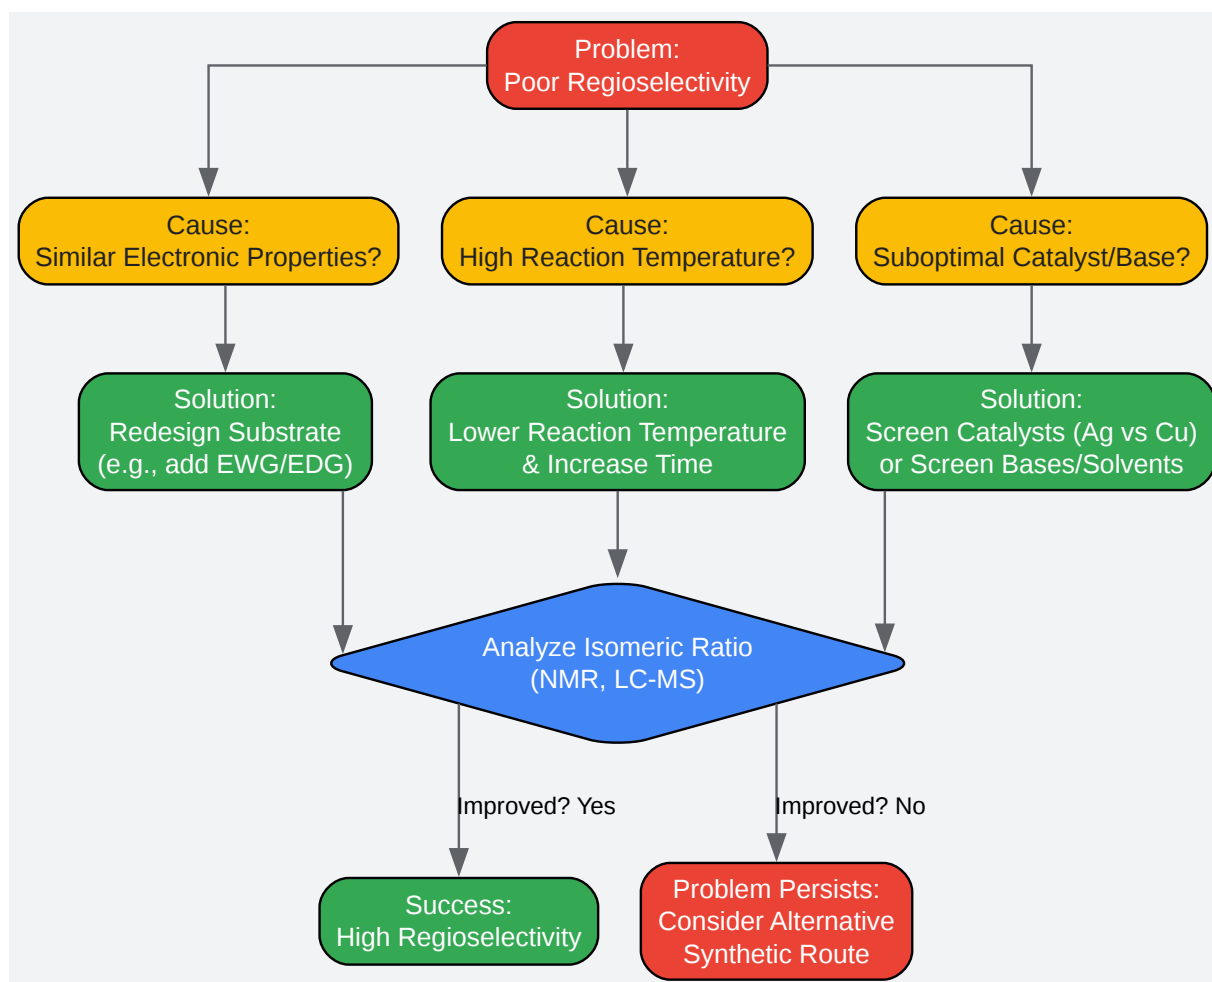 Problem:
Poor Regioselectivity
Cause:
Similar Electronic Properties?
Cause:
High Reaction Temperature?
Cause:
Suboptimal Catalyst/Base?
Solution:
Redesign Substrate
(e.g., add EWG/EDG)
Solution:
Lower Reaction Temperature
& Increase Time
Solution:
Screen Catalysts (Ag vs Cu)
or Screen Bases/Solvents
Analyze Isomeric Ratio
(NMR, LC-MS)
Improved? Yes
Improved? No
Success:
High Regioselectivity
Problem Persists:
Consider Alternative
Synthetic Route